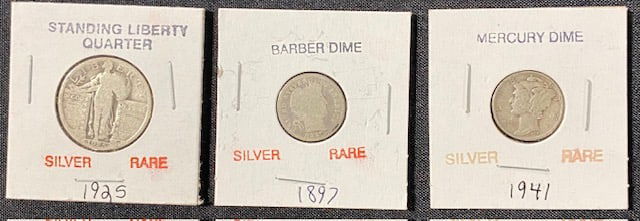 STANDING LIBERTY
QUARTER
SILVER RARE
1925
BARBER DIME
SILVER RARE
1897
MERCURY DIME
SILVER RARE
1941